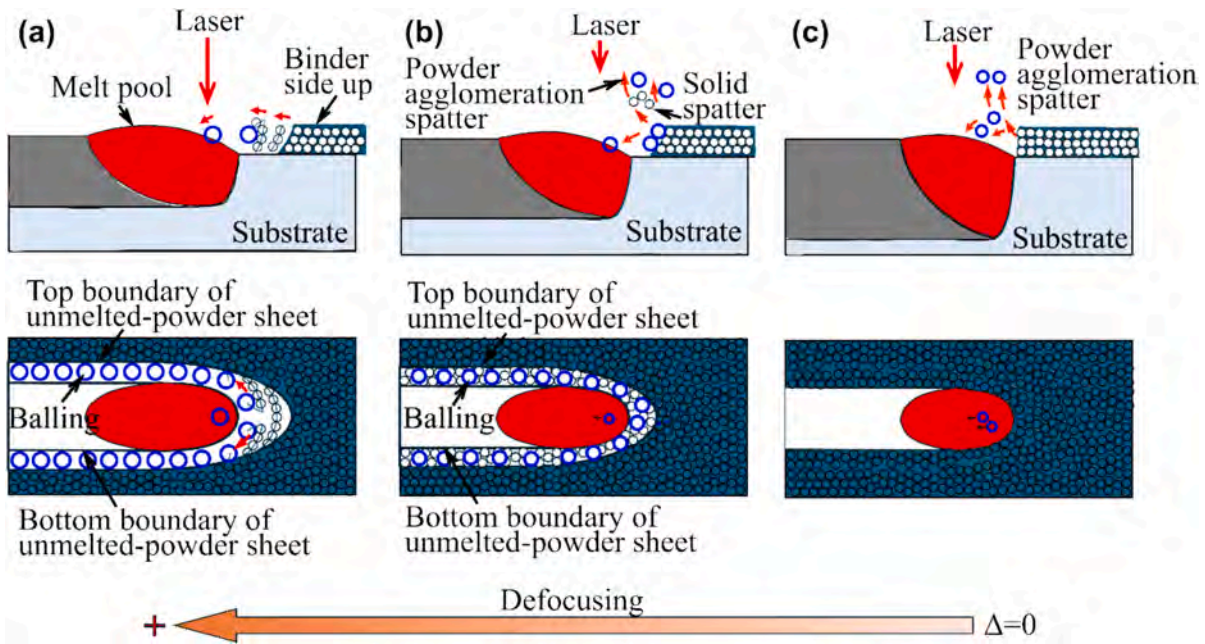 (a)
Laser
Melt pool
Binder
side up
Substrate
(b)
Laser
Powder
agglomeration
spatter
Solid
spatter
Substrate
(c)
Laser
Powder
agglomeration
spatter
Substrate
Top boundary of
unmelted-powder sheet
Balling
Bottom boundary of
unmelted-powder sheet
Top boundary of
unmelted-powder sheet
Balling
Bottom boundary of
unmelted-powder sheet
+
Defocusing
Δ=0